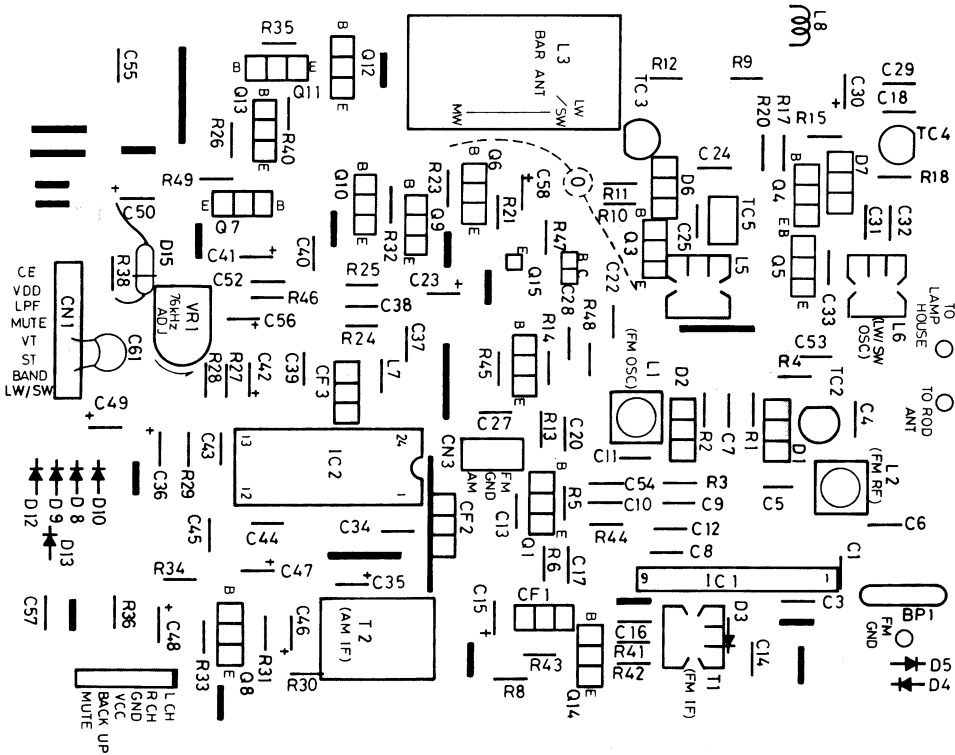 R35
B
Q12
E
L3
BAR ANT
MW
LW
/SW
R12
R9
TC3
L8
C29
C30
+
C18
TC4
C55
B
E
Q13
Q11
B
R26
R40
E
R20
R17
R15
R49
C50
+
E
B
Q7
D15
Q10
B
E
R32
B
Q9
E
R23
Q6
B
E
R21
C58
+
R47
R11
R10
C24
D6
TC5
C25
B
Q3
E
L5
B
Q4
E
D7
R18
B
Q5
E
C31
C32
C33
L6
(LW/SW OSC)
TO LAMP HOUSE
TO ROD ANT
C41
+
C40
C52
R46
C56
+
R25
C38
R24
C23
+
C37
E
Q15
B
C
C28
R48
C22
R38
CE
VDD
LPF
MUTE
VT
ST
BAND
LW/SW
CN1
VR1
76kHz
ADJ
C61
R28
R27
C42
+
C39
CF3
L7
R45
R14
E
(FM OSC)
L1
D2
R2
C7
R1
D1
C53
R4
TC2
C4
L2
(FM RF)
C49
+
C36
+
R29
C43
13
24
IC2
12
1
CN3
C27
AM
GND
FM
R13
C20
C11
C54
C10
R3
C9
C5
C6
D12
D9
D8
D10
D13
C45
C44
C34
CF2
C13
B
Q1
E
R5
R44
C12
C8
R34
C47
+
C35
+
R6
C17
9
IC1
1
C1
C57
R36
C48
+
B
Q8
E
R33
R31
C46
+
R30
T2
(AM IF)
C15
+
CF1
R43
R8
B
Q14
E
C16
R41
R42
D3
T1
(FM IF)
C14
C3
BP1
FM GND
D5
D4
L CH
R CH
GND
VCC
BACK UP
MUTE